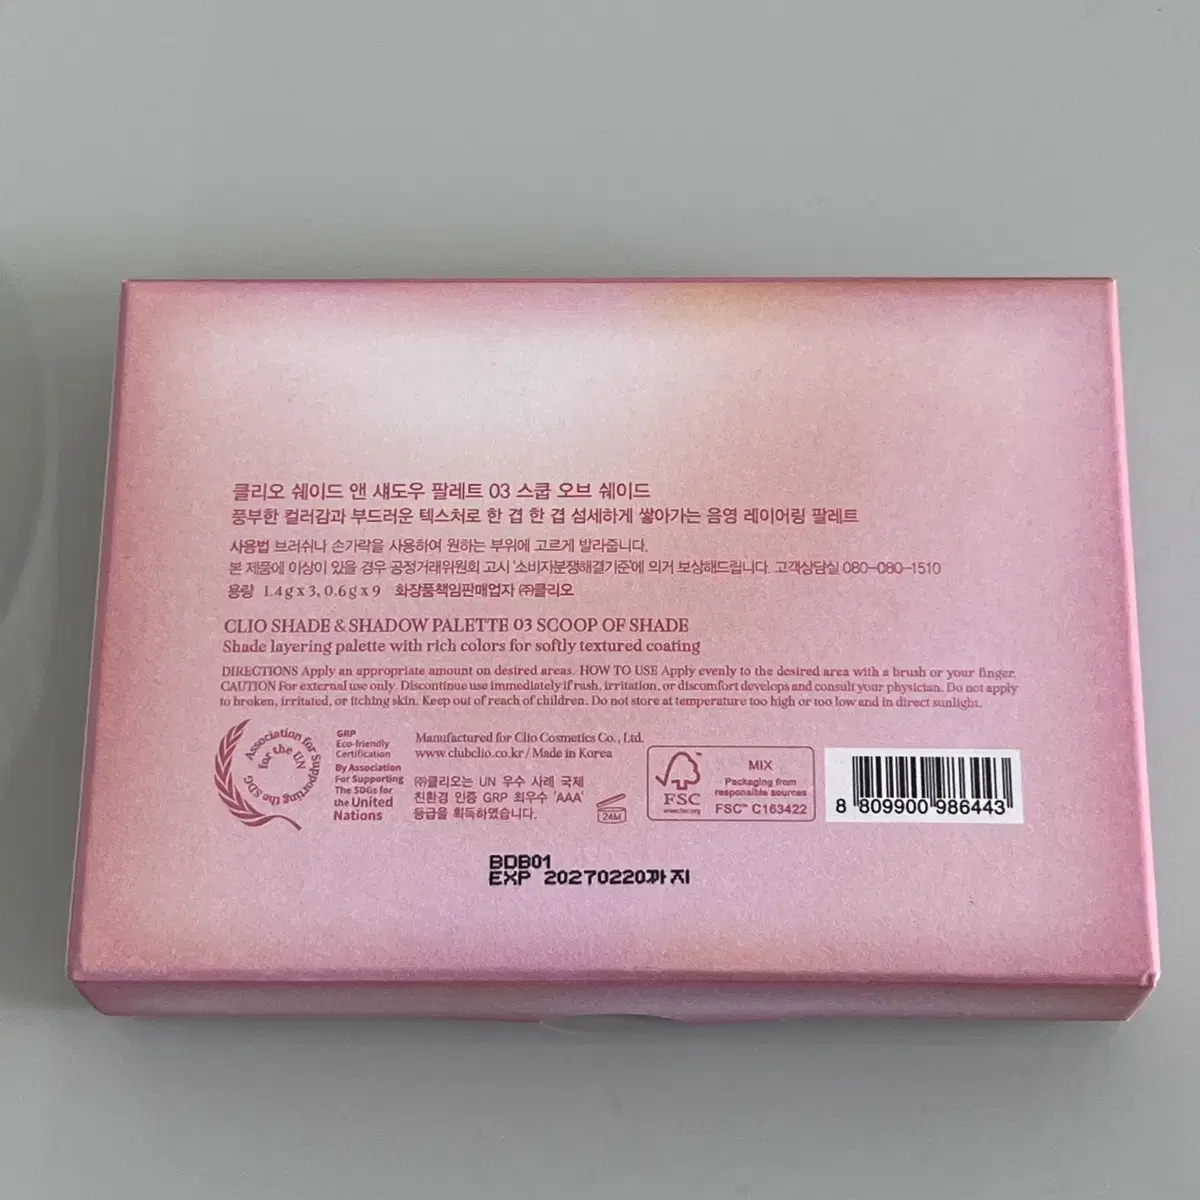 클리오 쉐이드 앤 섀도우 팔레트 03 스쿱 오브 쉐이드
풍부한 컬러감과 부드러운 텍스처로 한 겹 한 겹 섬세하게 쌓아가는 음영 레이어링 팔레트
사용법 브러쉬나 손가락을 사용하여 원하는 부위에 고르게 발라줍니다.
본 제품에 이상이 있을 경우 공정거래위원회 고시 '소비자분쟁해결기준'에 의거 보상해드립니다. 고객상담실 080-080-1510
용량 1.4g x 3, 0.6g x 9 화장품책임판매업자 ㈜클리오
CLIO SHADE & SHADOW PALETTE 03 SCOOP OF SHADE
Shade layering palette with rich colors for softly textured coating
DIRECTIONS Apply an appropriate amount on desired areas. HOW TO USE Apply evenly to the desired area with a brush or your finger.
CAUTION For external use only. Discontinue use immediately if rash, irritation, or discomfort develops and consult your physician. Do not apply
to broken, irritated, or itching skin. Keep out of reach of children. Do not store at temperature too high or too low and in direct sunlight.
Association for Supporting the SDGs
for the UN
GRP
Eco-friendly
Certification
By Association
For Supporting
The SDGs for
the United
Nations
Manufactured for Clio Cosmetics Co., Ltd.
www.clubclio.co.kr / Made in Korea
㈜클리오는 UN 우수 사례 국제
친환경 인증 GRP 최우수 'AAA'
등급을 획득하였습니다.
24M
FSC
www.fsc.org
MIX
Packaging from
responsible sources
FSC™ C163422
8 809900 986443
BDB01
EXP 20270220까지